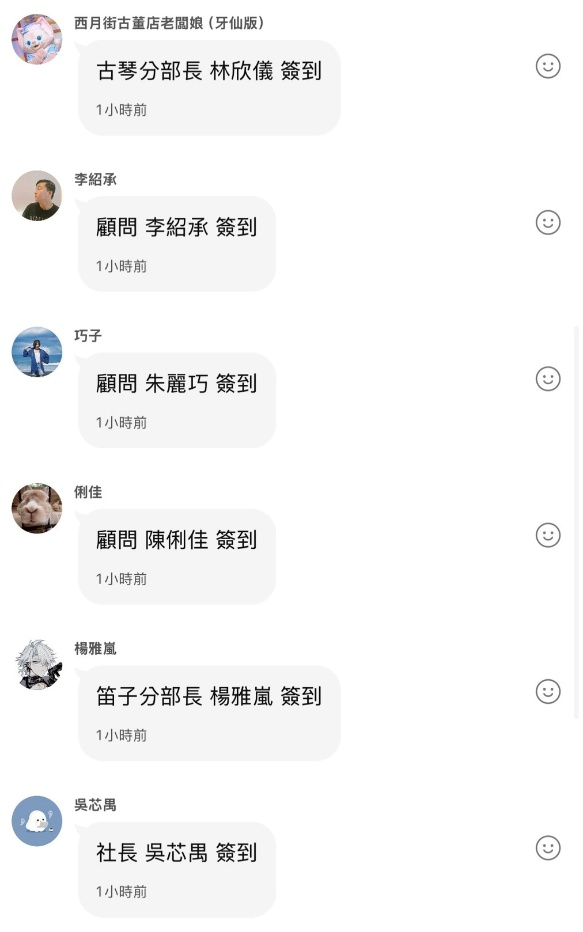 西月街古董店老闆娘 (牙仙版)
古琴分部長 林欣儀 簽到
1小時前
李紹承
顧問 李紹承 簽到
1小時前
巧子
顧問 朱麗巧 簽到
1小時前
俐佳
顧問 陳俐佳 簽到
1小時前
楊雅嵐
笛子分部長 楊雅嵐 簽到
1小時前
吳芯禺
社長 吳芯禺 簽到
1小時前